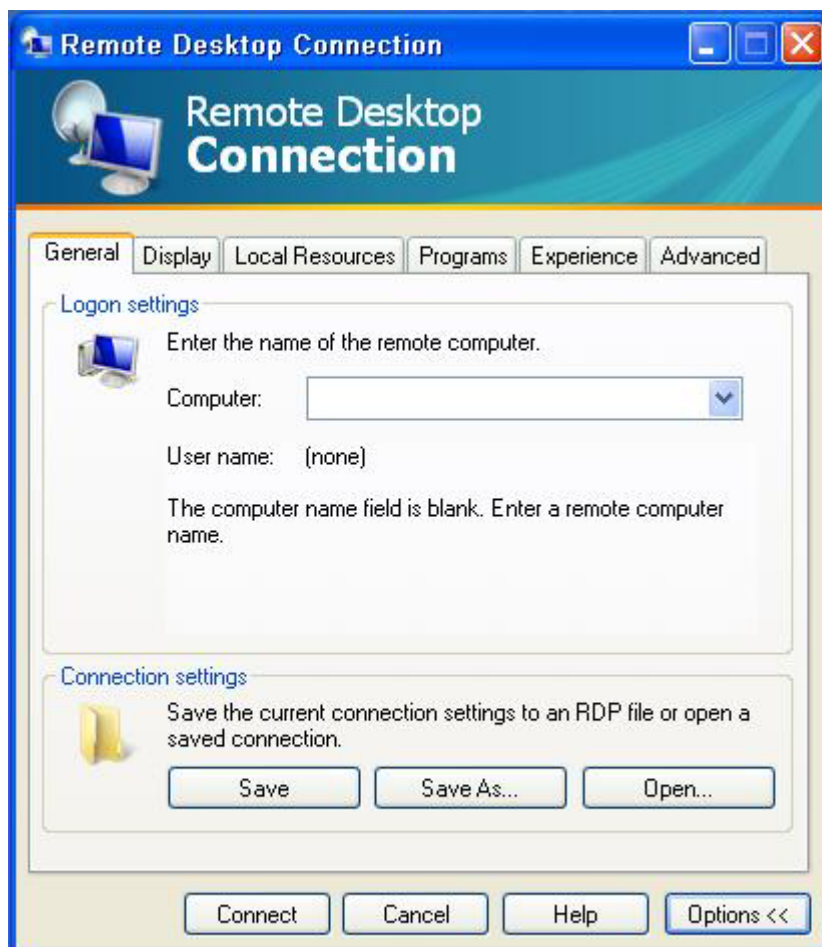 Remote Desktop Connection
Remote Desktop
Connection
General Display Local Resources Programs Experience Advanced
Logon settings
Enter the name of the remote computer.
Computer:
User name: (none)
The computer name field is blank. Enter a remote computer
name.
Connection settings
Save the current connection settings to an RDP file or open a
saved connection.
Save Save As... Open...
Connect Cancel Help Options <<